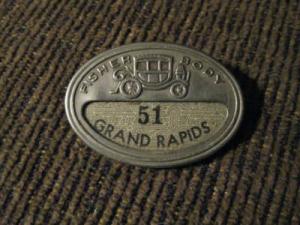 FISHER BODY
51
GRAND RAPIDS